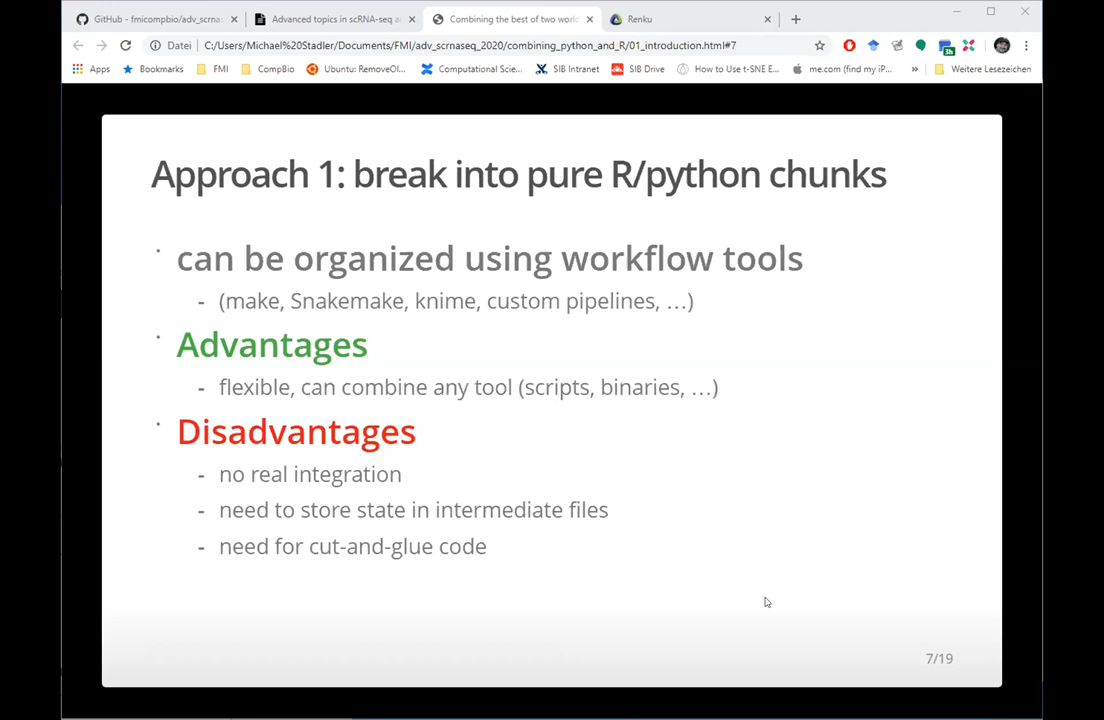 GitHub - fmicompbio/adv_scrna
Advanced topics in scRNA-seq a
Combining the best of two worl
Renku
Datei
C:/Users/Michael%20Stadler/Documents/FMI/adv_scrnaseq_2020/combining_python_and_R/01_introduction.html#7
3h
Apps
Bookmarks
FMI
CompBio
Ubuntu: RemoveOl...
Computational Scie...
SIB Intranet
SIB Drive
How to Use t-SNE E...
me.com (find my iP...
»
Weitere Lesezeichen
Approach 1: break into pure R/python chunks
· can be organized using workflow tools
- (make, Snakemake, knime, custom pipelines, …)
· Advantages
- flexible, can combine any tool (scripts, binaries, …)
· Disadvantages
- no real integration
- need to store state in intermediate files
- need for cut-and-glue code
7/19